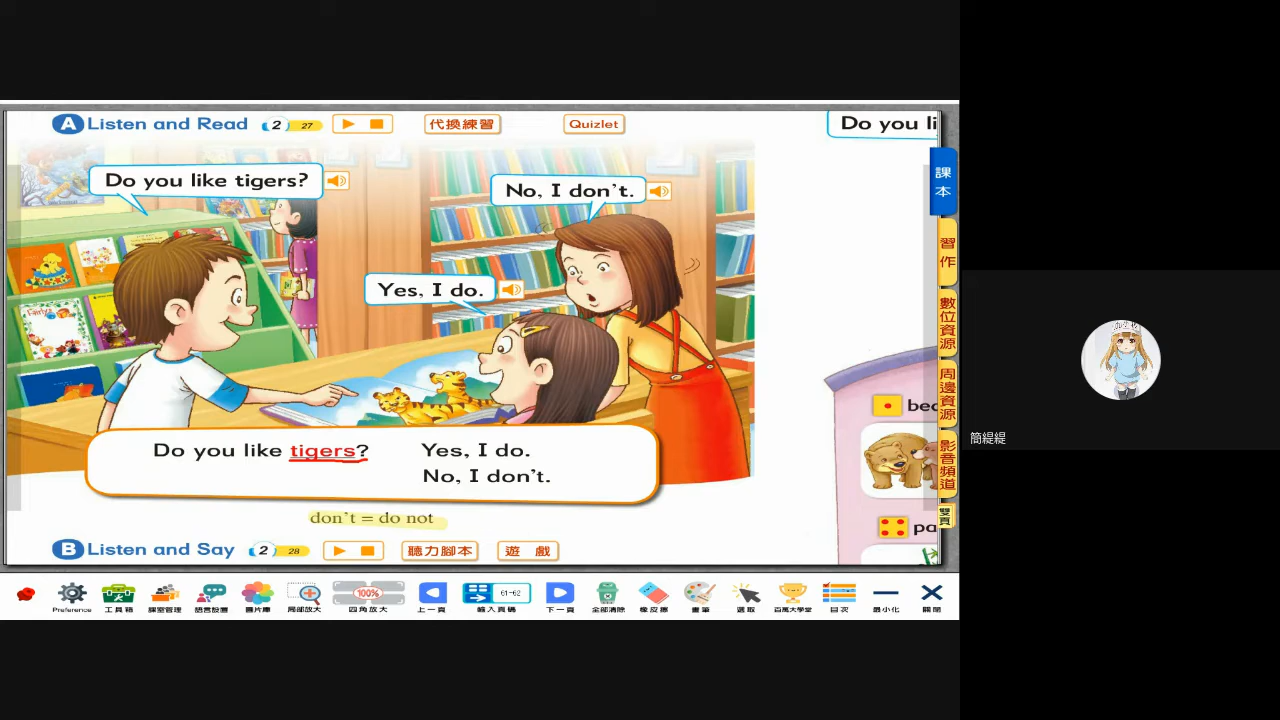 A Listen and Read 2 27 代換練習 Quizlet
Do you li
Do you like tigers?
No, I don't.
Yes, I do.
Do you like tigers? Yes, I do.
No, I don't.
don't = do not
B Listen and Say 2 28 聽力腳本 遊戲
bea
pa
課本
習作
數位資源
周邊資源
影音頻道
雙頁
簡緹緹
100% 61-62
Preference 工具箱 課堂管理 語言設置 圖片庫 局部放大 四角放大 上一頁 輸入頁碼 下一頁 全部清除 橡皮擦 畫筆 選取 百萬大學堂 目次 最小化 關閉